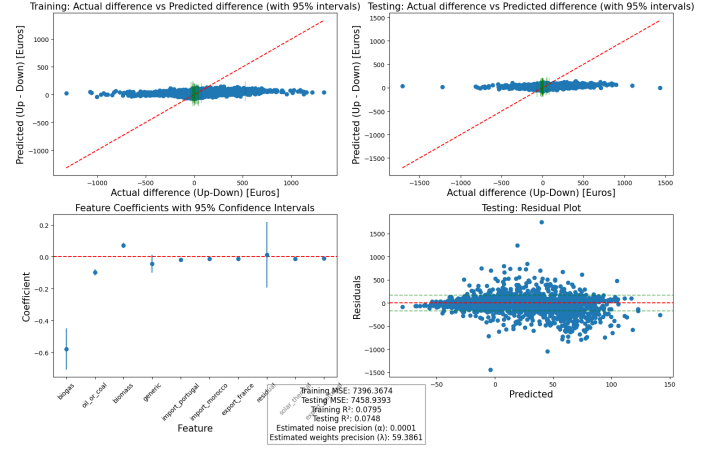 Training: Actual difference vs Predicted difference (with 95% intervals)
Testing: Actual difference vs Predicted difference (with 95% intervals)
Predicted (Up - Down) [Euros]
1000
500
0
−500
−1000
−1000
−500
0
500
1000
Actual difference (Up-Down) [Euros]
Predicted (Up - Down) [Euros]
1500
1000
500
0
−500
−1000
−1500
−1500
−1000
−500
0
500
1000
1500
Actual difference (Up-Down) [Euros]
Feature Coefficients with 95% Confidence Intervals
Coefficient
0.2
0.0
−0.2
−0.4
−0.6
biogas
oil_or_coal
biomass
generic
import_portugal
import_morocco
export_france
residual
Feature
Testing: Residual Plot
Residuals
1500
1000
500
0
−500
−1000
−1500
−50
0
50
100
150
Predicted
Training MSE: 7396.3674
Testing MSE: 7458.9393
Training R²: 0.0795
Testing R²: 0.0748
Estimated noise precision (α): 0.0001
Estimated weights precision (λ): 59.3861